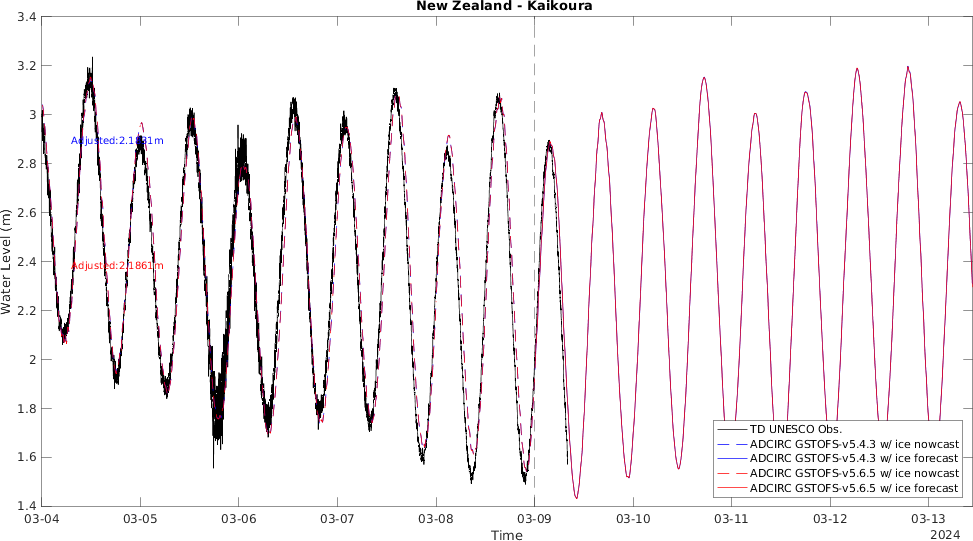 New Zealand - Kaikoura
Water Level (m)
3.4
3.2
3
2.8
2.6
2.4
2.2
2
1.8
1.6
1.4
Adjusted:2.1831m
Adjusted:2.1861m
TD UNESCO Obs.
ADCIRC GSTOFS-v5.4.3 w/ ice nowcast
ADCIRC GSTOFS-v5.4.3 w/ ice forecast
ADCIRC GSTOFS-v5.6.5 w/ ice nowcast
ADCIRC GSTOFS-v5.6.5 w/ ice forecast
03-04 03-05 03-06 03-07 03-08 03-09 03-10 03-11 03-12 03-13
Time
2024